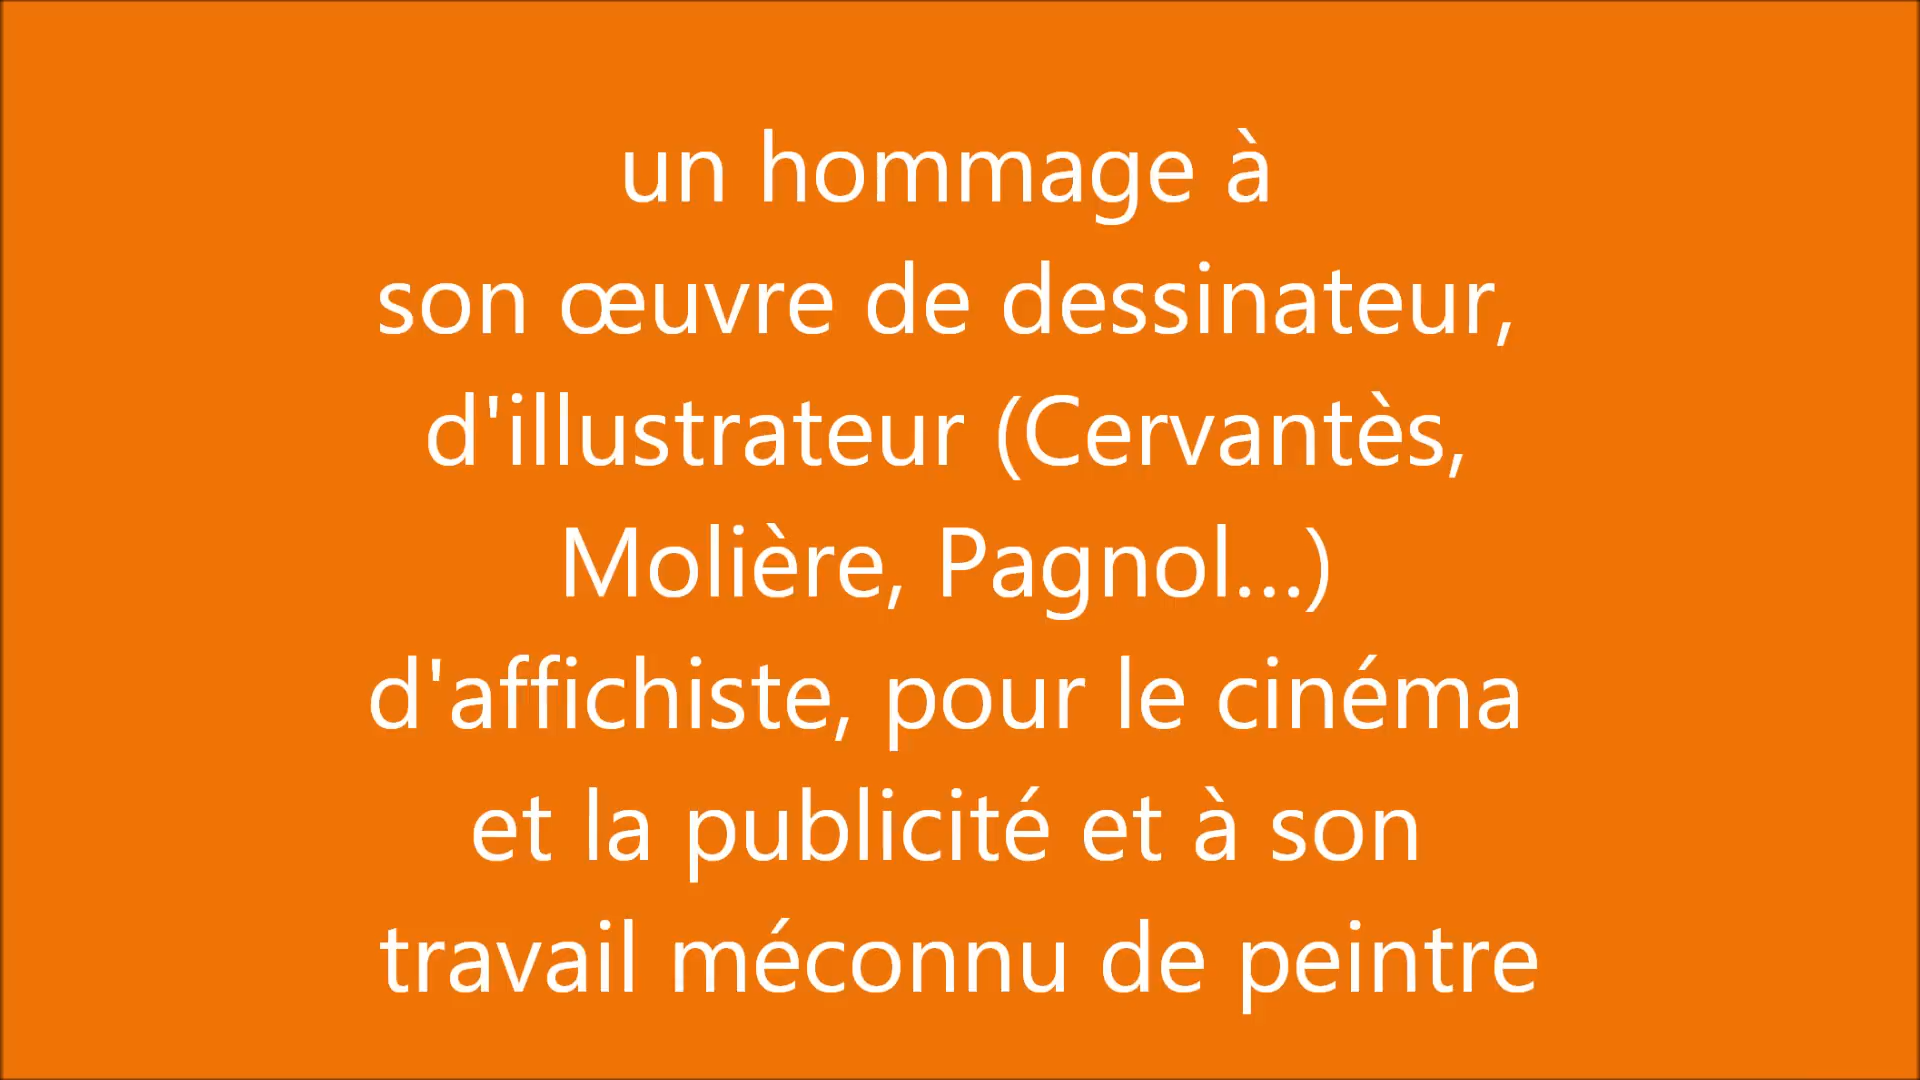 un hommage à
son œuvre de dessinateur,
d'illustrateur (Cervantès,
Molière, Pagnol...)
d'affichiste, pour le cinéma
et la publicité et à son
travail méconnu de peintre